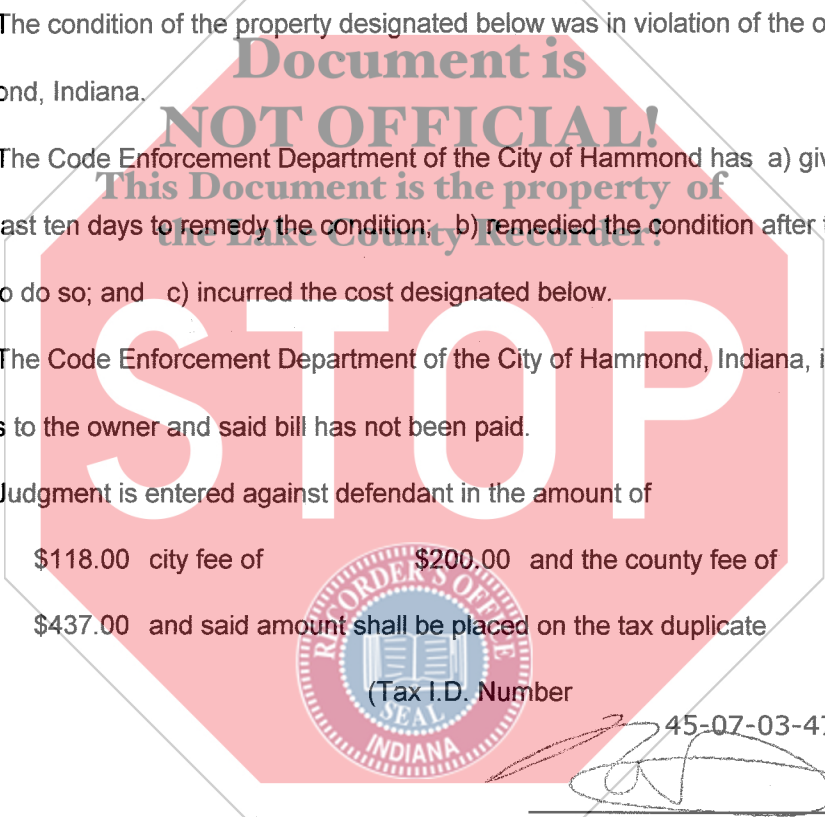 The condition of the property designated below was in violation of the o
Document is
ond, Indiana.
NOT OFFICIAL!
The Code Enforcement Department of the City of Hammond has a) giv
This Document is the property of
ast ten days to remedy the condition; b) remedied the condition after t
the Lake County Recorder!
o do so; and c) incurred the cost designated below.
STOP
The Code Enforcement Department of the City of Hammond, Indiana, i
s to the owner and said bill has not been paid.
Judgment is entered against defendant in the amount of
$118.00 city fee of $200.00 and the county fee of
$437.00 and said amount shall be placed on the tax duplicate
RECORDER'S OFFICE
(Tax I.D. Number
SEAL
45-07-03-47
INDIANA